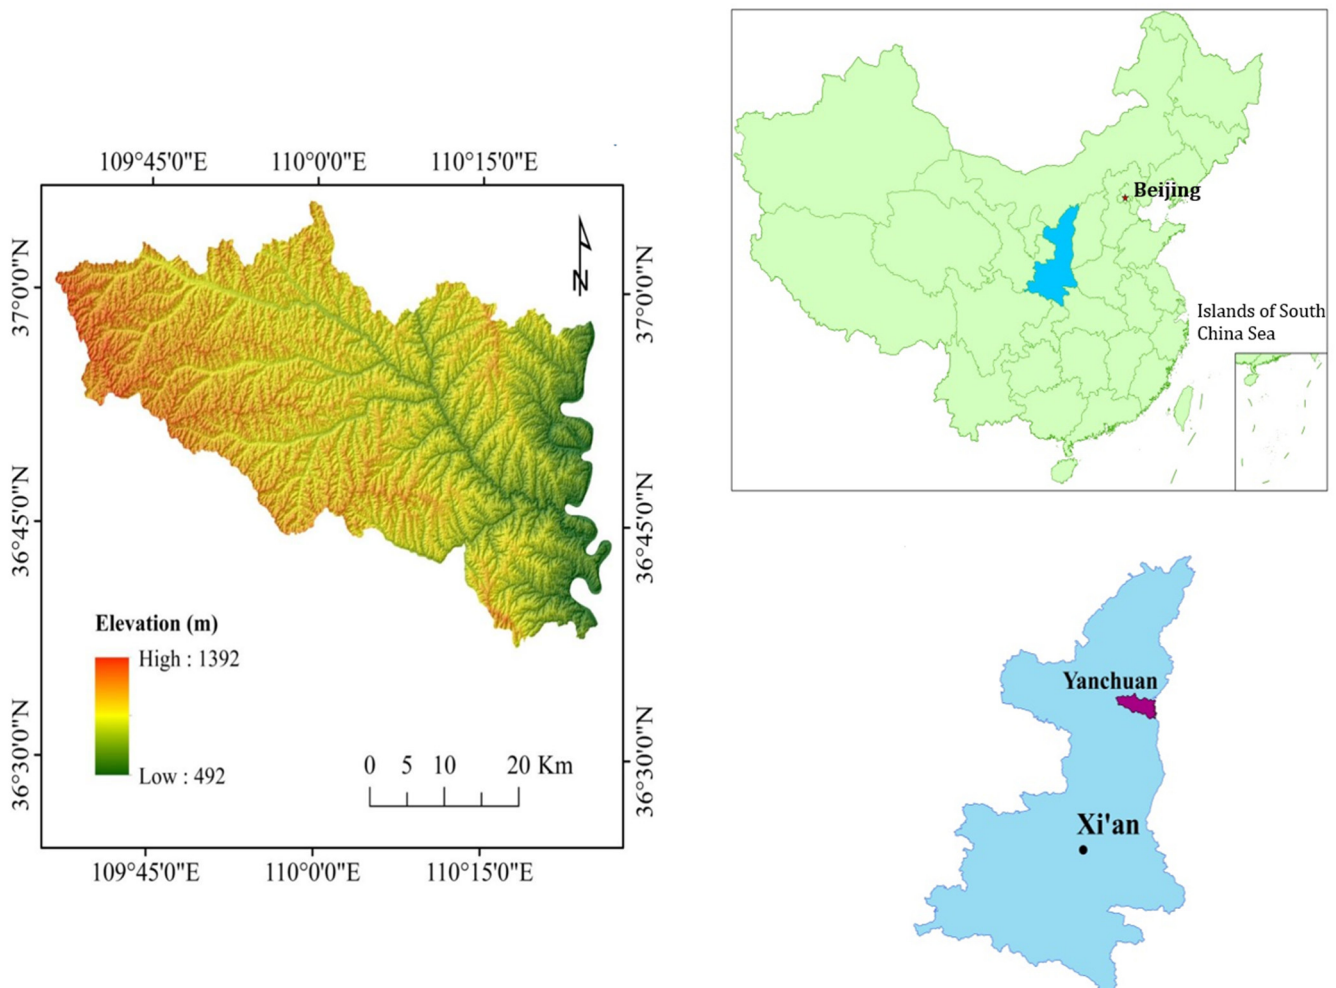 109°45'0"E 110°0'0"E 110°15'0"E
37°0'0"N
36°45'0"N
36°30'0"N
37°0'0"N
36°45'0"N
36°30'0"N
N
Elevation (m)
High : 1392
Low : 492
0 5 10 20 Km
109°45'0"E 110°0'0"E 110°15'0"E
Beijing
Islands of South
China Sea
Yanchuan
Xi'an